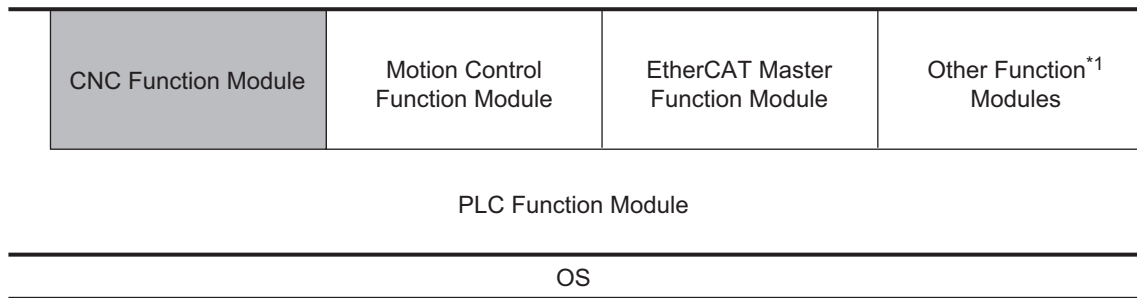 CNC Function Module
Motion Control
Function Module
EtherCAT Master
Function Module
Other Function*1
Modules
PLC Function Module
OS